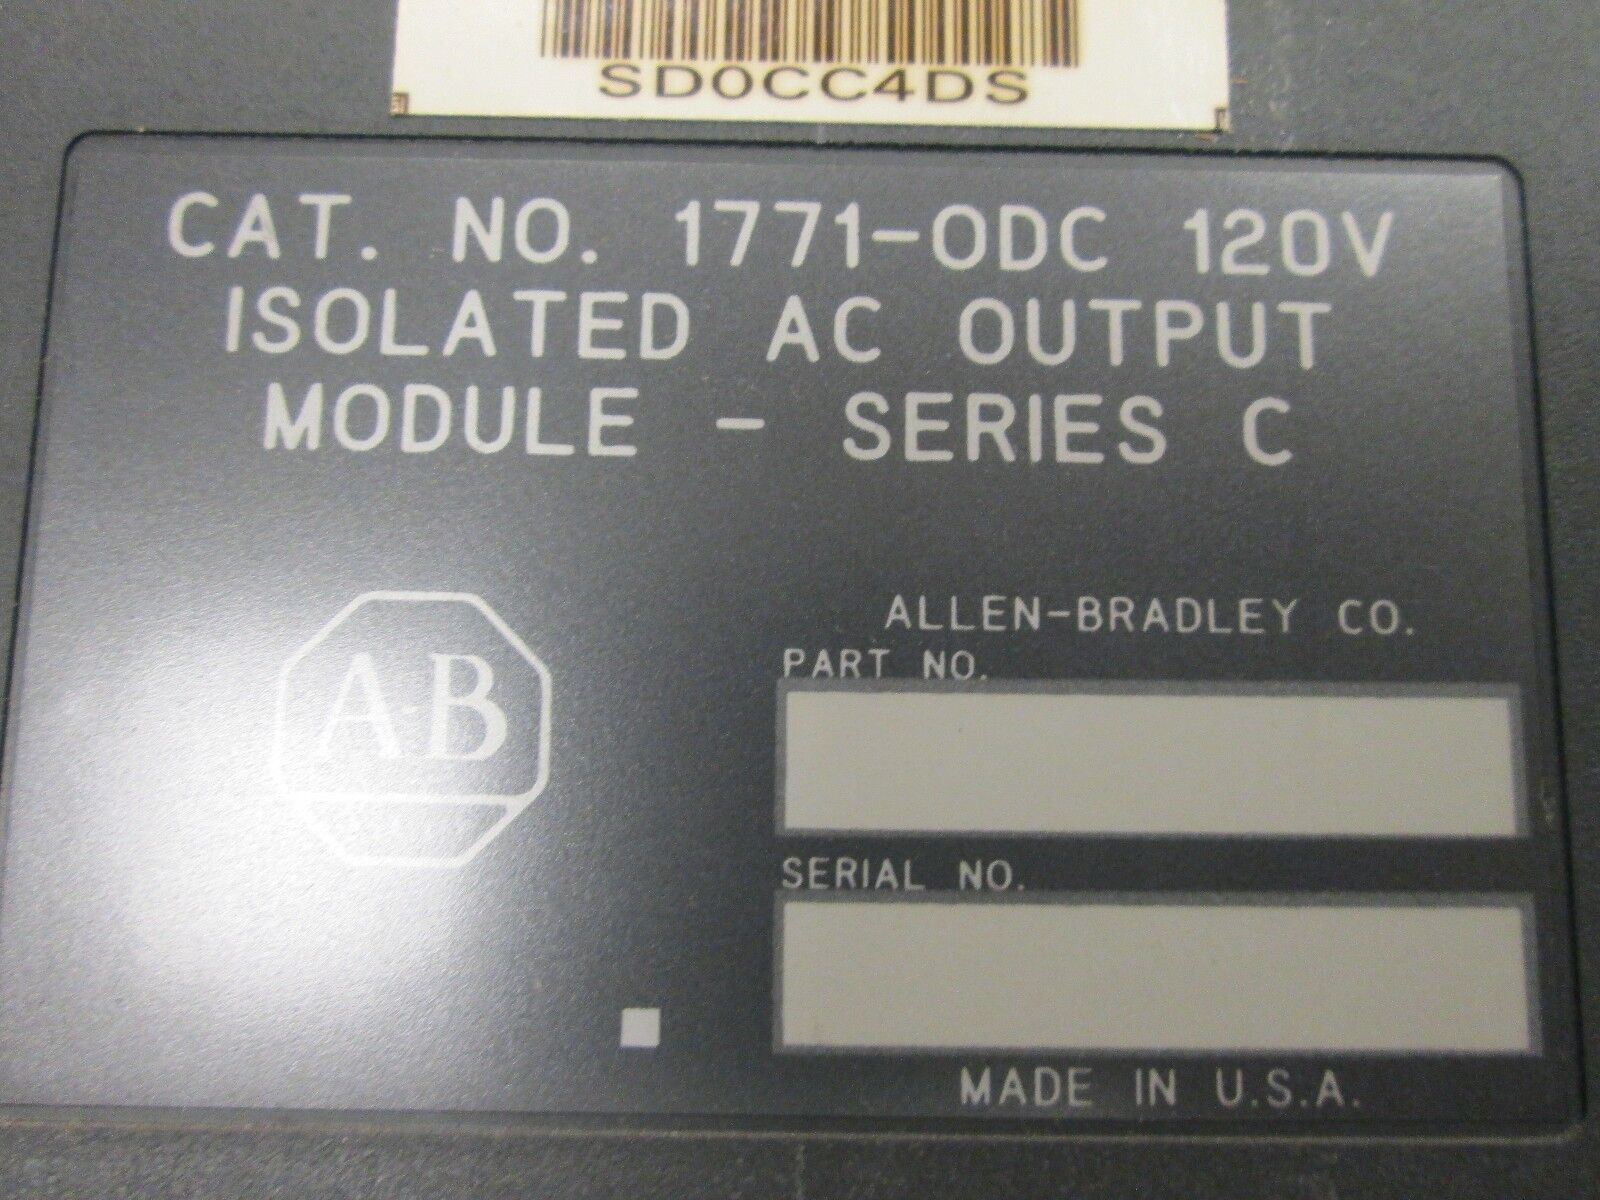 SD0CC4DS
CAT. NO. 1771-ODC 120V
ISOLATED AC OUTPUT
MODULE - SERIES C
A-B
ALLEN-BRADLEY CO.
PART NO.
SERIAL NO.
MADE IN U.S.A.